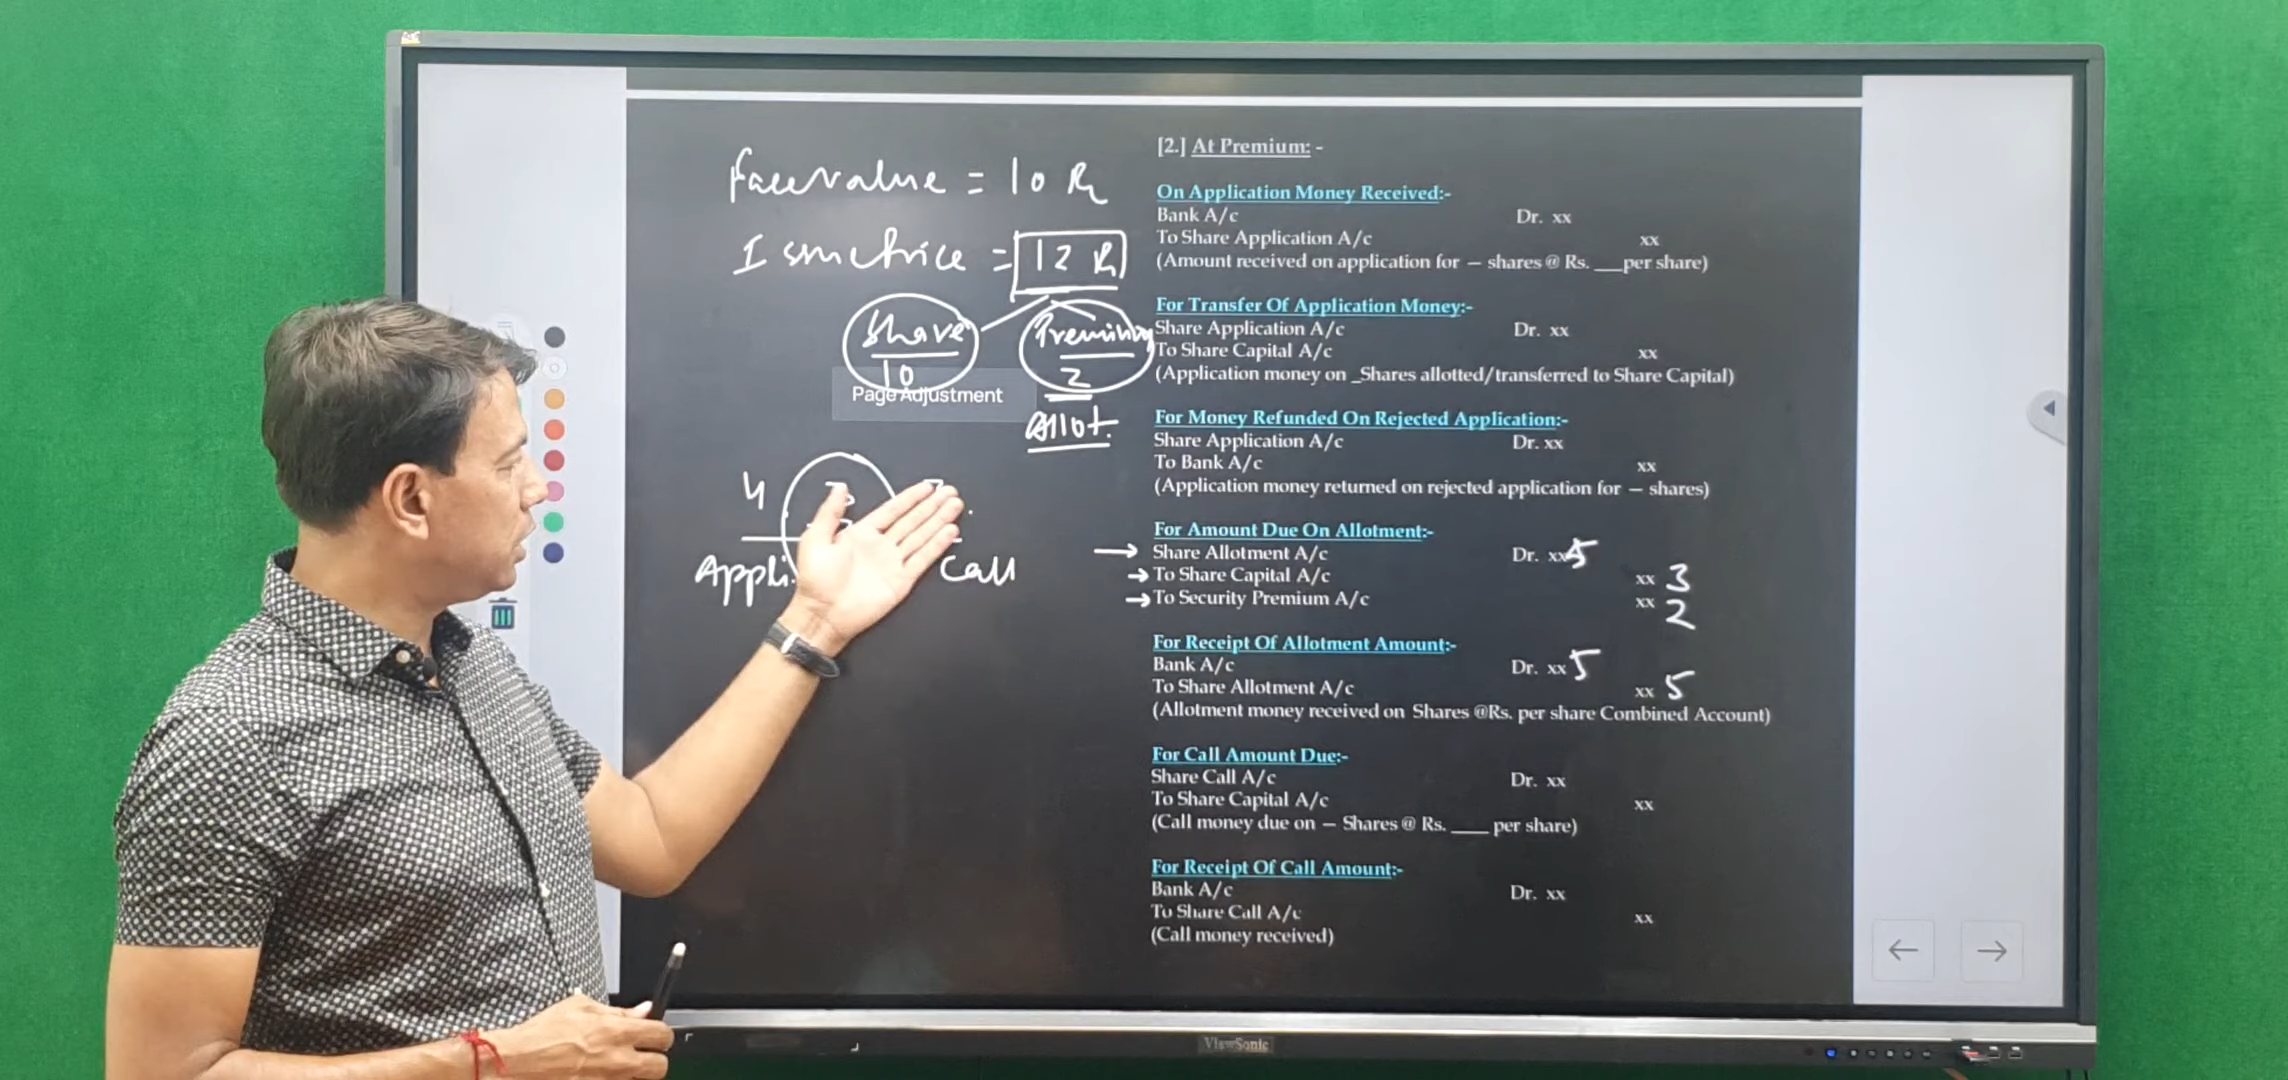 Facevalue = 10 R
Issueprice = 12 R
Share
10
Premium
2
Allot.
Page Adjustment
4
Appli.
Call
[2.] At Premium: -
On Application Money Received:-
Bank A/c Dr. xx
To Share Application A/c xx
(Amount received on application for – shares @ Rs. ___per share)
For Transfer Of Application Money:-
Share Application A/c Dr. xx
To Share Capital A/c xx
(Application money on _Shares allotted/transferred to Share Capital)
For Money Refunded On Rejected Application:-
Share Application A/c Dr. xx
To Bank A/c xx
(Application money returned on rejected application for – shares)
For Amount Due On Allotment:-
→ Share Allotment A/c Dr. xx 5
→ To Share Capital A/c xx 3
→ To Security Premium A/c xx 2
For Receipt Of Allotment Amount:-
Bank A/c Dr. xx 5
To Share Allotment A/c xx 5
(Allotment money received on Shares @Rs. per share Combined Account)
For Call Amount Due:-
Share Call A/c Dr. xx
To Share Capital A/c xx
(Call money due on – Shares @ Rs. ____ per share)
For Receipt Of Call Amount:-
Bank A/c Dr. xx
To Share Call A/c xx
(Call money received)
ViewSonic